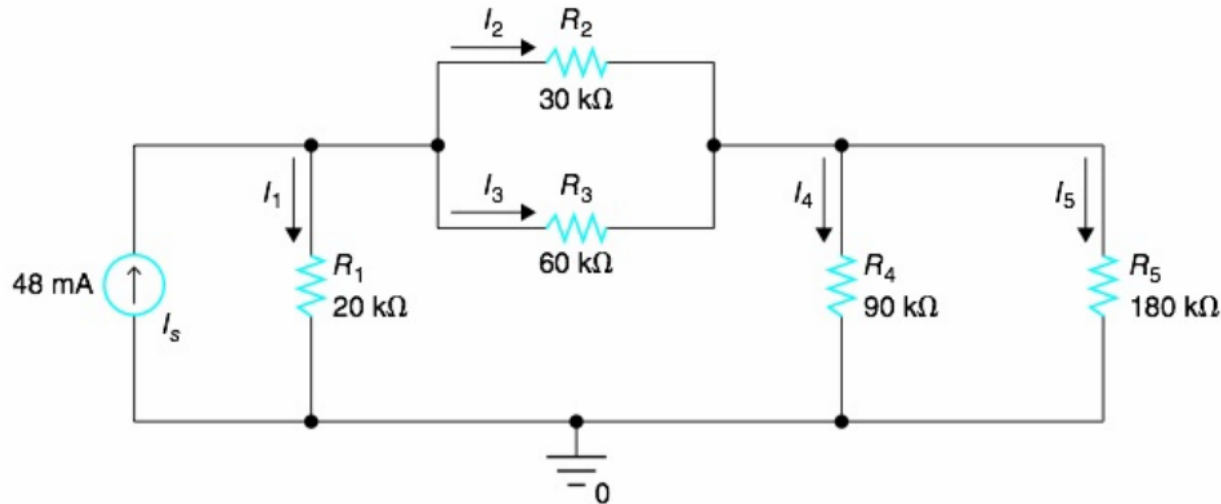 I₂
R₂
30 kΩ
I₃
R₃
60 kΩ
I₁
R₁
20 kΩ
48 mA
Iₛ
I₄
R₄
90 kΩ
I₅
R₅
180 kΩ
0